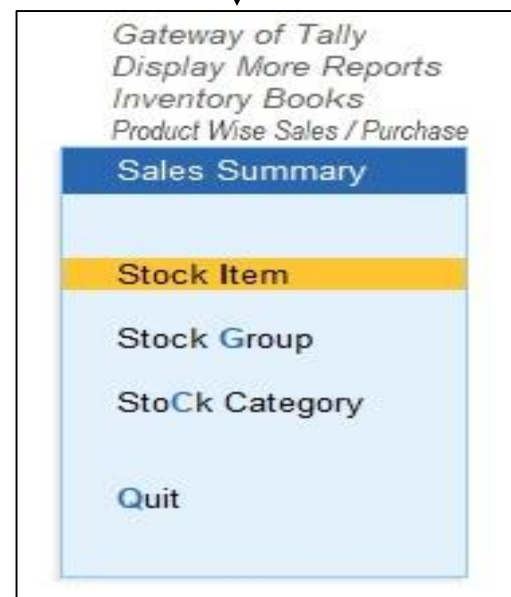 Gateway of Tally
Display More Reports
Inventory Books
Product Wise Sales / Purchase
Sales Summary
Stock Item
Stock Group
StoCk Category
Quit